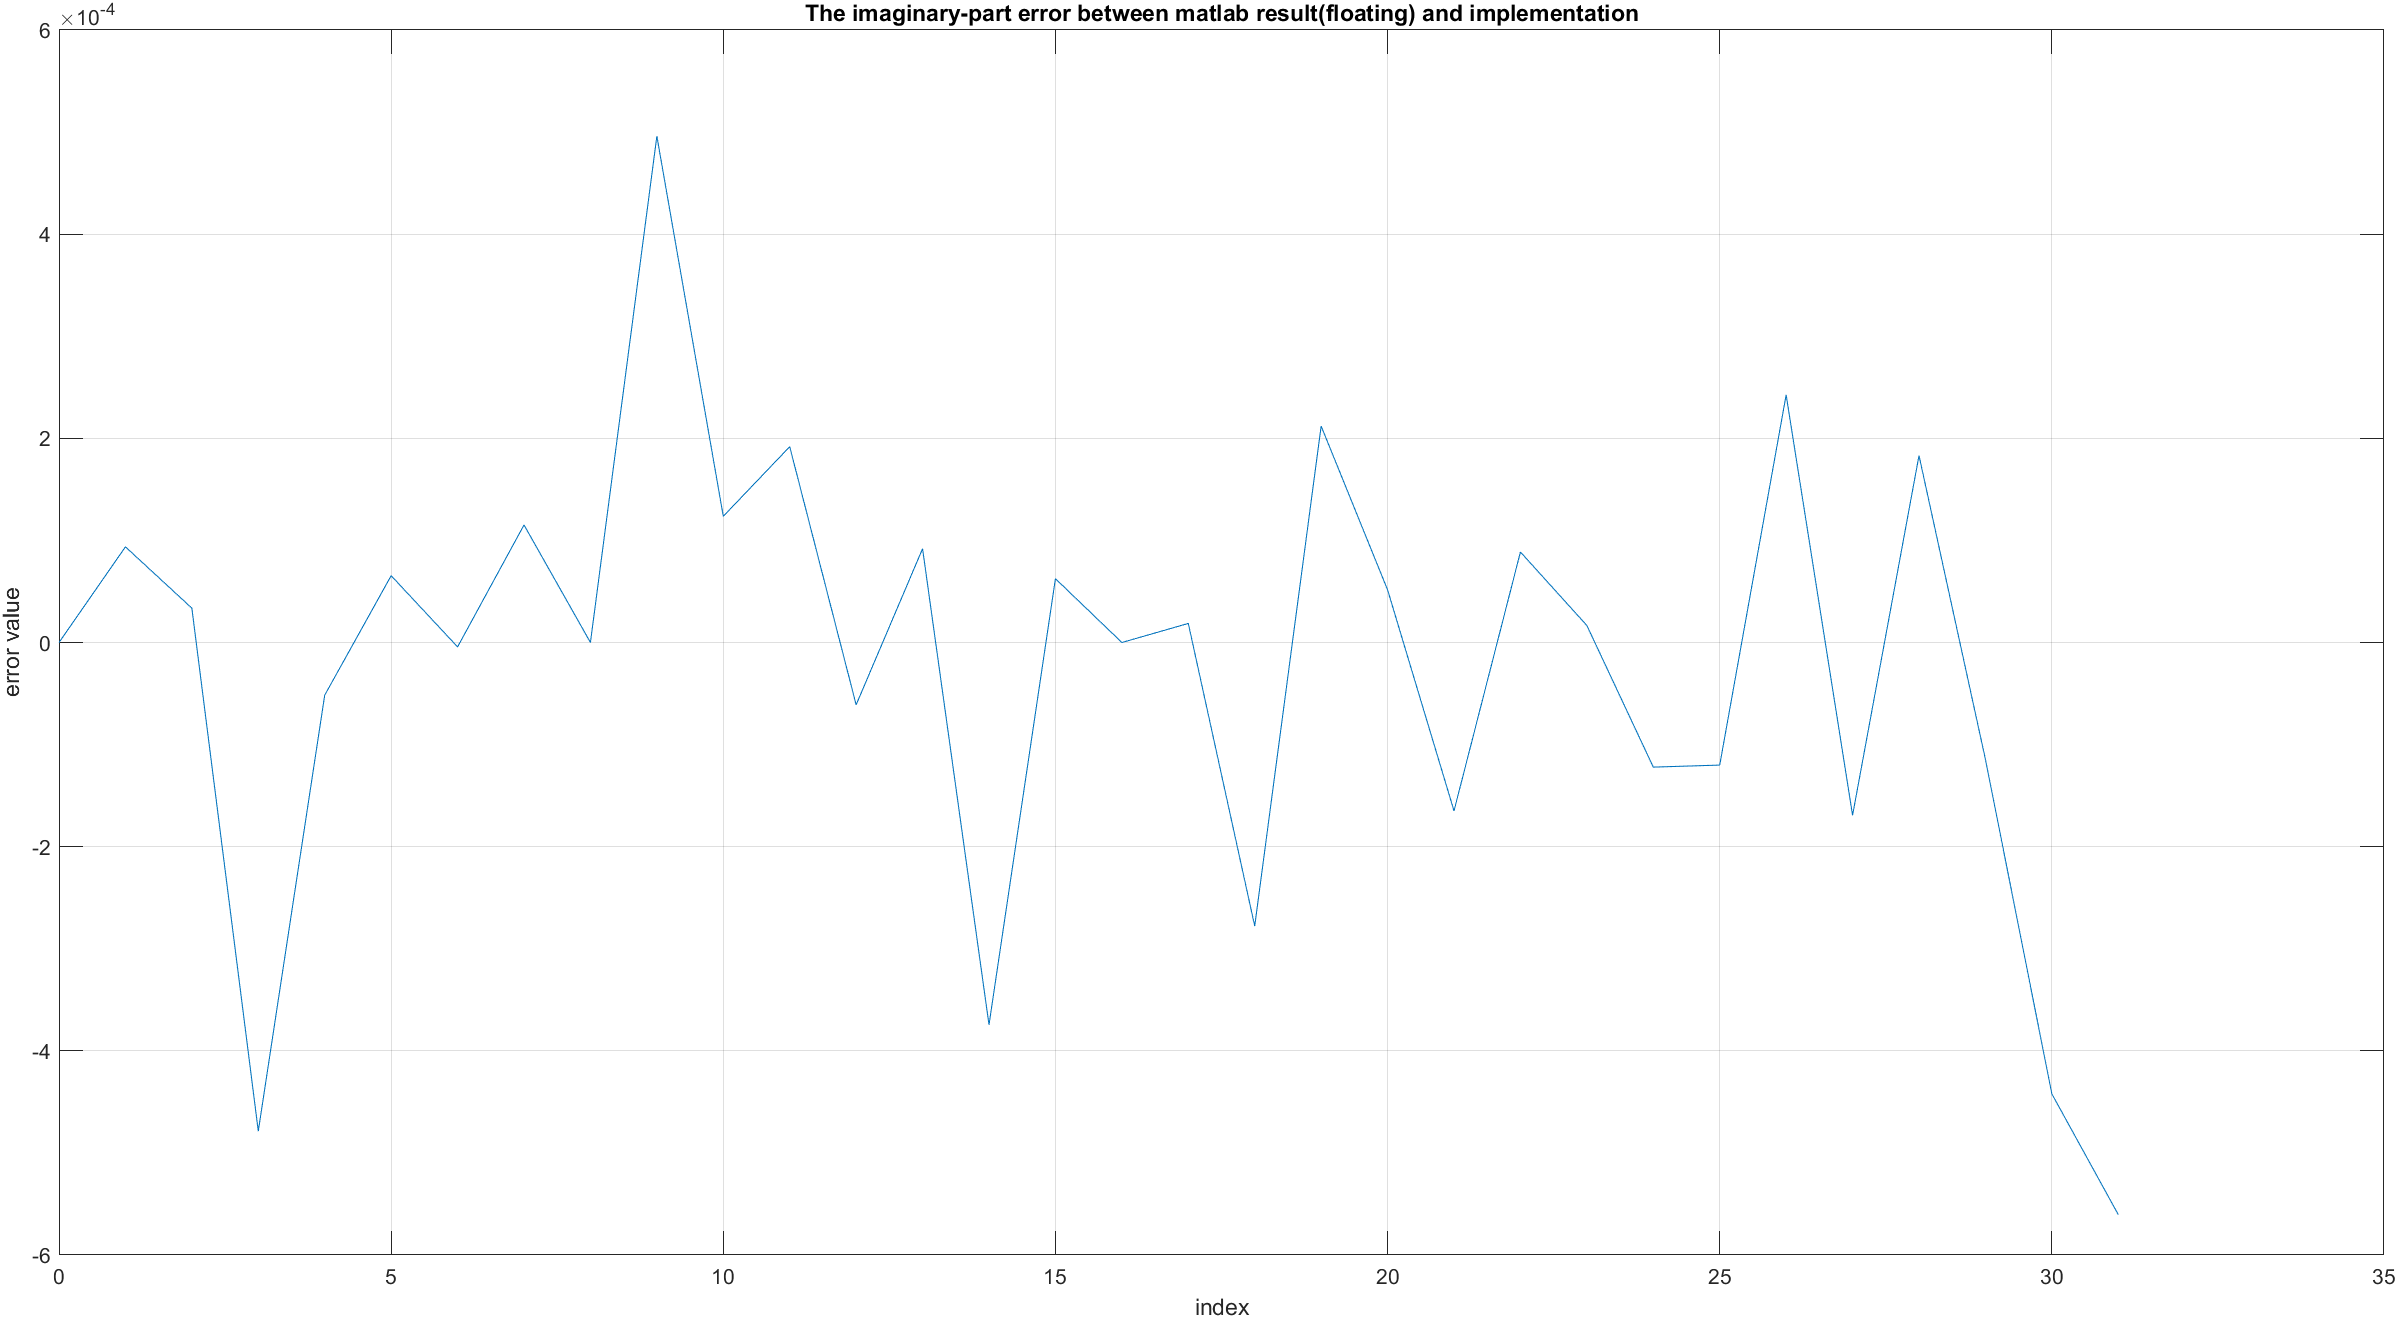 The imaginary-part error between matlab result(floating) and implementation
×10-4
6
4
2
0
-2
-4
-6
error value
0 5 10 15 20 25 30 35
index